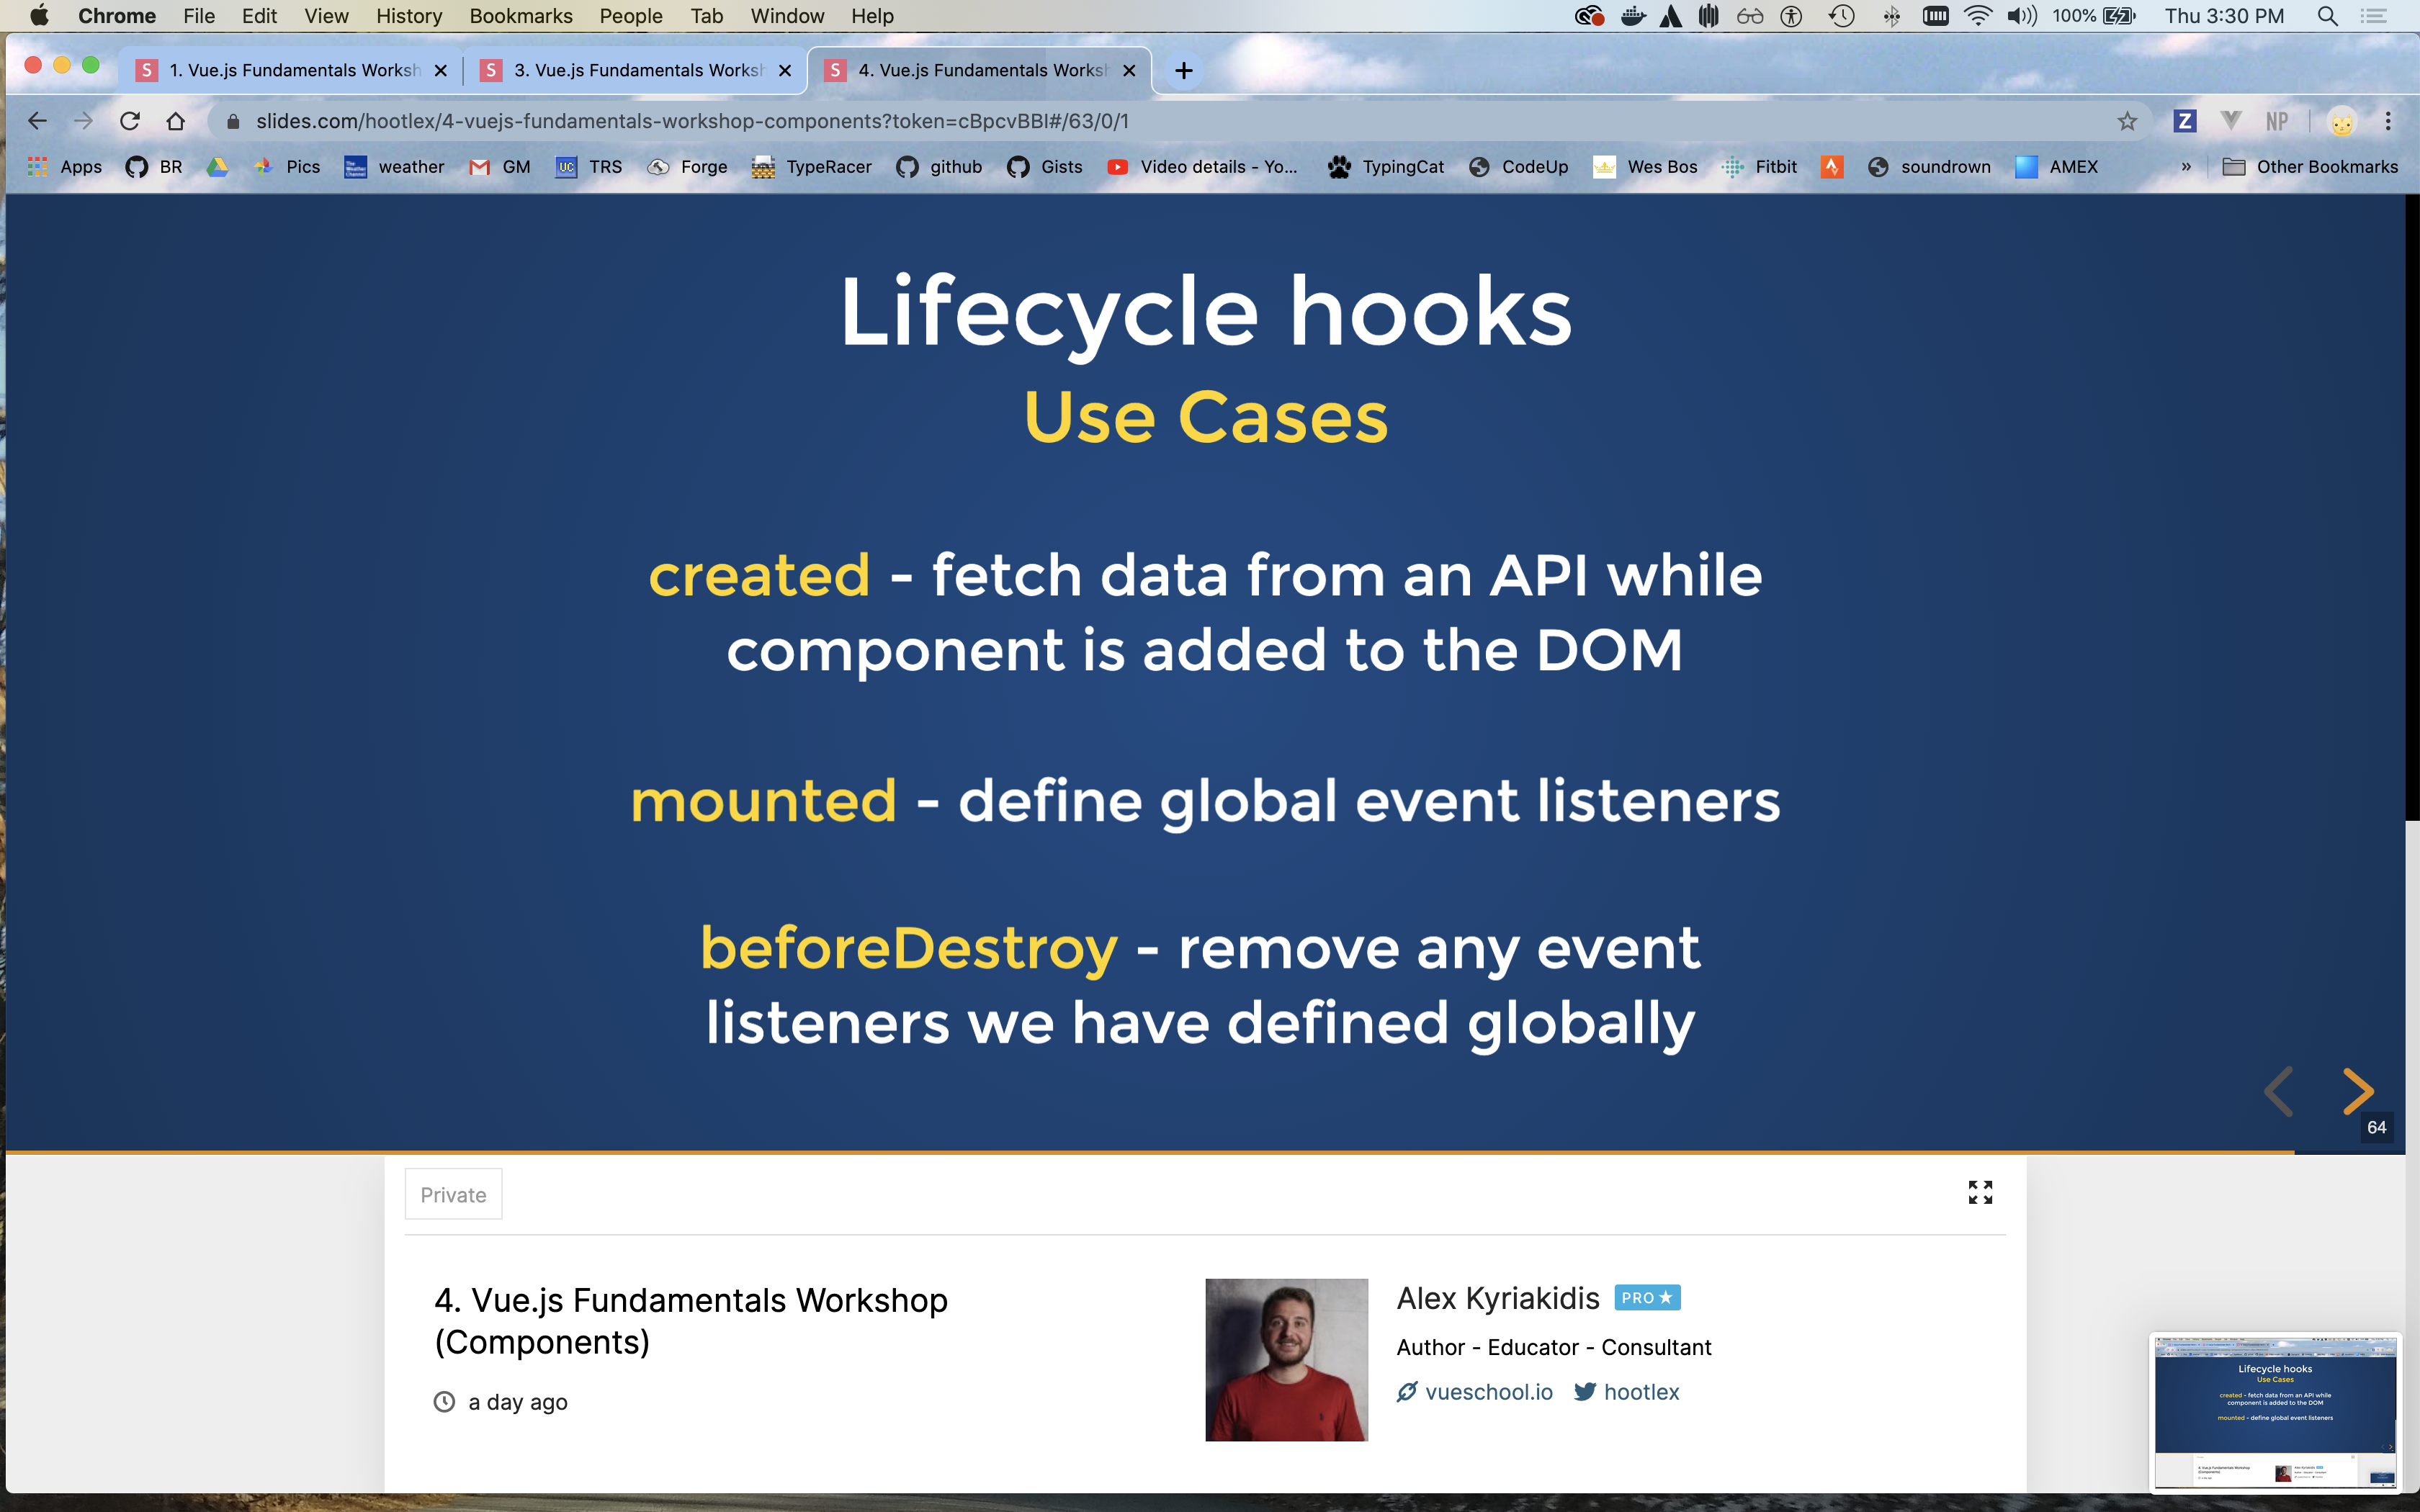 Chrome File Edit View History Bookmarks People Tab Window Help 100% Thu 3:30 PM
S 1. Vue.js Fundamentals Worksh S 3. Vue.js Fundamentals Worksh S 4. Vue.js Fundamentals Worksh
slides.com/hootlex/4-vuejs-fundamentals-workshop-components?token=cBpcvBBI#/63/0/1 Z NP
Apps BR Pics weather GM UC TRS Forge TypeRacer github Gists Video details - Yo... TypingCat CodeUp Wes Bos Fitbit soundrown AMEX » Other Bookmarks
Lifecycle hooks
Use Cases
created - fetch data from an API while
component is added to the DOM
mounted - define global event listeners
beforeDestroy - remove any event
listeners we have defined globally
64
Private
4. Vue.js Fundamentals Workshop
(Components)
a day ago
Alex Kyriakidis PRO
Author - Educator - Consultant
vueschool.io hootlex
Lifecycle hooks
Use Cases
created - fetch data from an API while
component is added to the DOM
mounted - define global event listeners